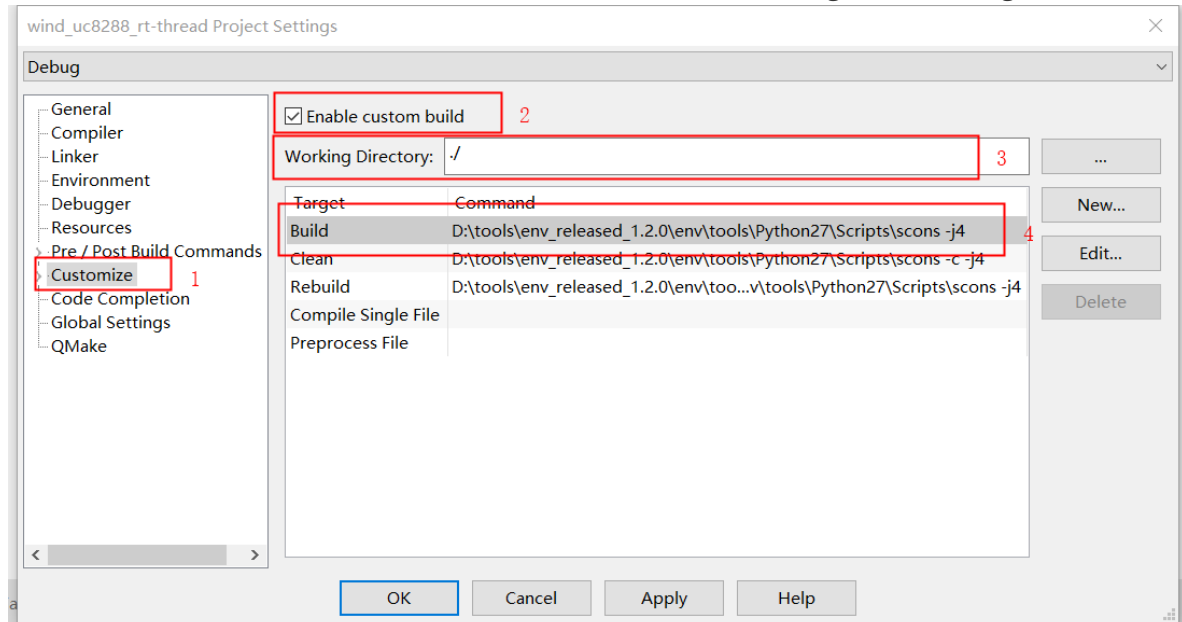 wind_uc8288_rt-thread Project Settings
Debug
General
Compiler
Linker
Environment
Debugger
Resources
Pre / Post Build Commands
Customize 1
Code Completion
Global Settings
QMake
Enable custom build 2
Working Directory: ./ 3 ...
Target Command New...
Build D:\tools\env_released_1.2.0\env\tools\Python27\Scripts\scons -j4 4
Clean D:\tools\env_released_1.2.0\env\tools\Python27\Scripts\scons -c -j4 Edit...
Rebuild D:\tools\env_released_1.2.0\env\too...v\tools\Python27\Scripts\scons -j4 Delete
Compile Single File
Preprocess File
OK Cancel Apply Help